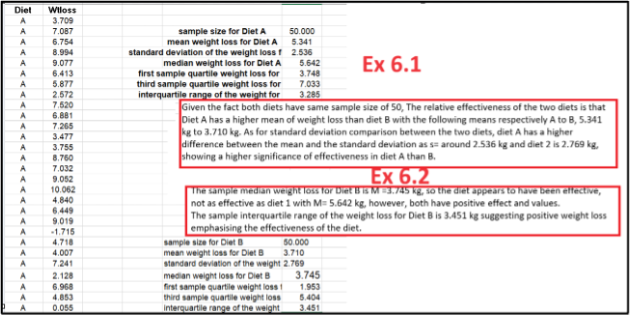 Diet Wtloss
A 3.709
A 7.087 sample size for Diet A 50.000
A 6.754 mean weight loss for Diet A 5.341
A 8.994 standard deviation of the weight loss f 2.536
A 9.077 median weight loss for Diet A 5.642
A 6.413 first sample quartile weight loss for 3.748
A 5.877 third sample quartile weight loss for 7.033
A 2.572 interquartile range of the weight for 3.285
Ex 6.1
A 7.520
A 6.881
A 7.265
A 3.477
A 3.755
A 8.760
A 7.032
A 9.052
A 10.062
A 4.840
A 6.449
A 9.019
A -1.715
Given the fact both diets have same sample size of 50, The relative effectiveness of the two diets is that
Diet A has a higher mean of weight loss than diet B with the following means respectively A to B, 5.341
kg to 3.710 kg. As for standard deviation comparison between the two diets, diet A has a higher
difference between the mean and the standard deviation as s= around 2.536 kg and diet 2 is 2.769 kg,
showing a higher significance of effectiveness in diet A than B.
Ex 6.2
The sample median weight loss for Diet B is M =3.745 kg, so the diet appears to have been effective,
not as effective as diet 1 with M= 5.642 kg, however, both have positive effect and values.
The sample interquartile range of the weight loss for Diet B is 3.451 kg suggesting positive weight loss
emphasising the effectiveness of the diet.
A 4.718 sample size for Diet B 50.000
A 4.007 mean weight loss for Diet B 3.710
A 7.241 standard deviation of the weight 2.769
A 2.128 median weight loss for Diet B 3.745
A 6.968 first sample quartile weight loss 1.953
A 4.853 third sample quartile weight loss 5.404
A 0.055 interquartile range of the weight 3.451